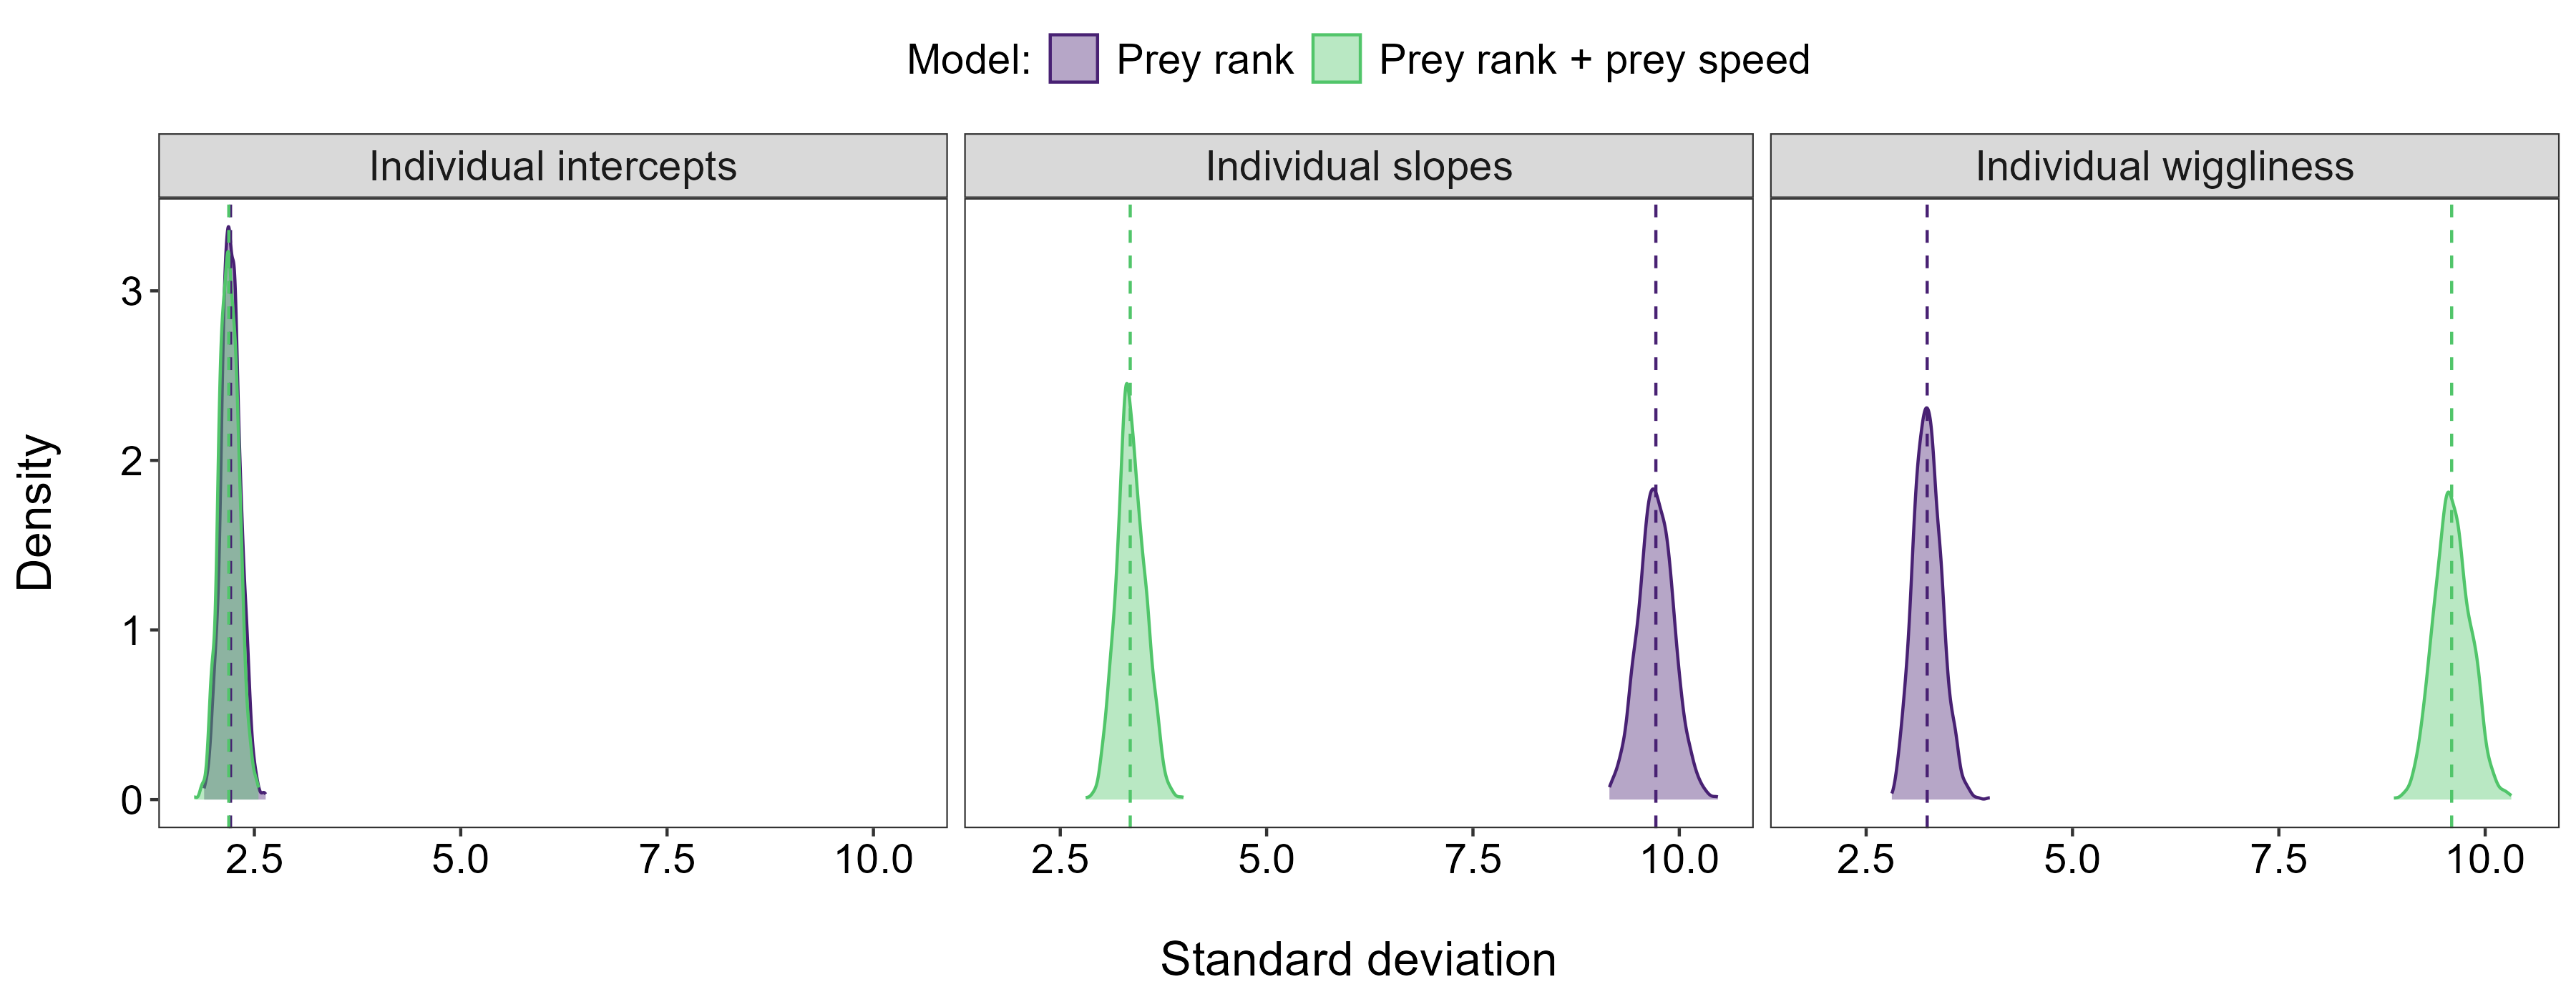 Model: Prey rank Prey rank + prey speed
Individual intercepts Individual slopes Individual wiggliness
Density
3
2
1
0
2.5 5.0 7.5 10.0 2.5 5.0 7.5 10.0 2.5 5.0 7.5 10.0
Standard deviation